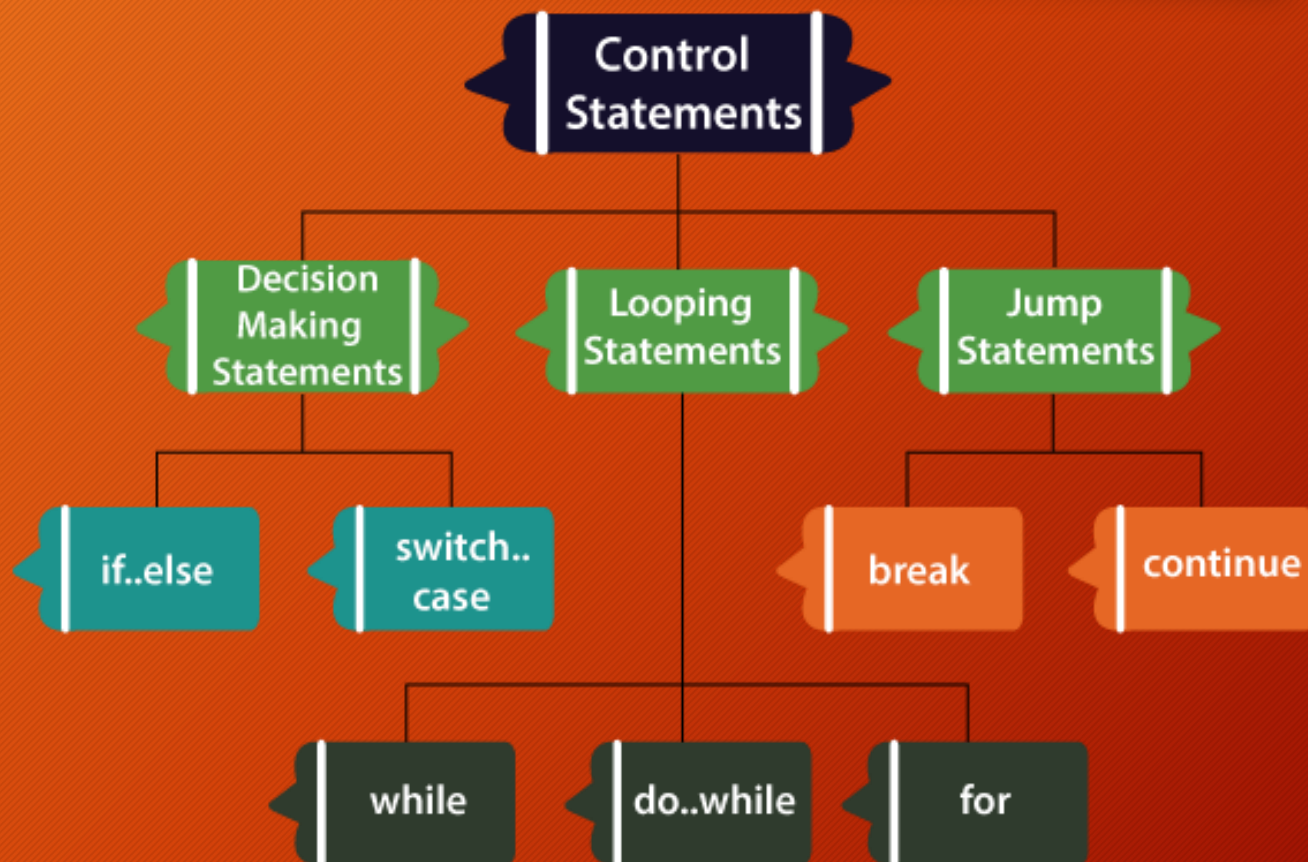 Control
Statements
Decision
Making
Statements
Looping
Statements
Jump
Statements
if..else
switch..
case
break
continue
while
do..while
for